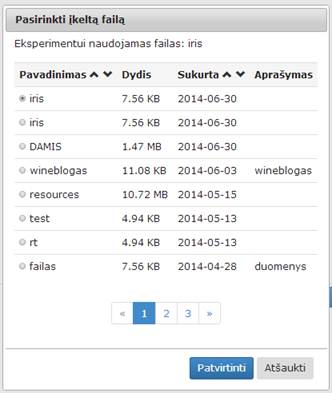 Pasirinkti įkeltą failą
Eksperimentui naudojamas failas: iris
Pavadinimas Dydis Sukurta Aprašymas
iris 7.56 KB 2014-06-30
iris 7.56 KB 2014-06-30
DAMIS 1.47 MB 2014-06-30
wineblogas 11.08 KB 2014-06-03 wineblogas
resources 10.72 MB 2014-05-15
test 4.94 KB 2014-05-13
rt 4.94 KB 2014-05-13
failas 7.56 KB 2014-04-28 duomenys
« 1 2 3 »
Patvirtinti Atšaukti